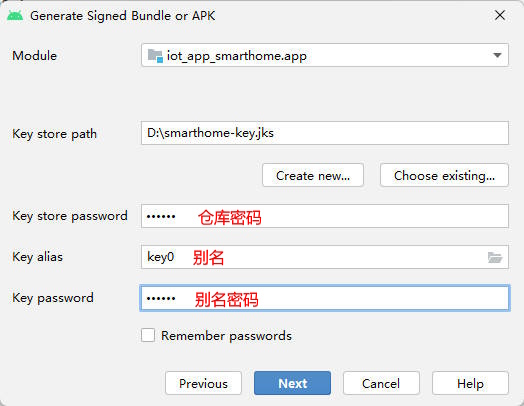 Generate Signed Bundle or APK
Module
iot_app_smarthome.app
Key store path
D:\smarthome-key.jks
Create new...
Choose existing...
Key store password
••••••
仓库密码
Key alias
key0
别名
Key password
••••••
别名密码
Remember passwords
Previous
Next
Cancel
Help